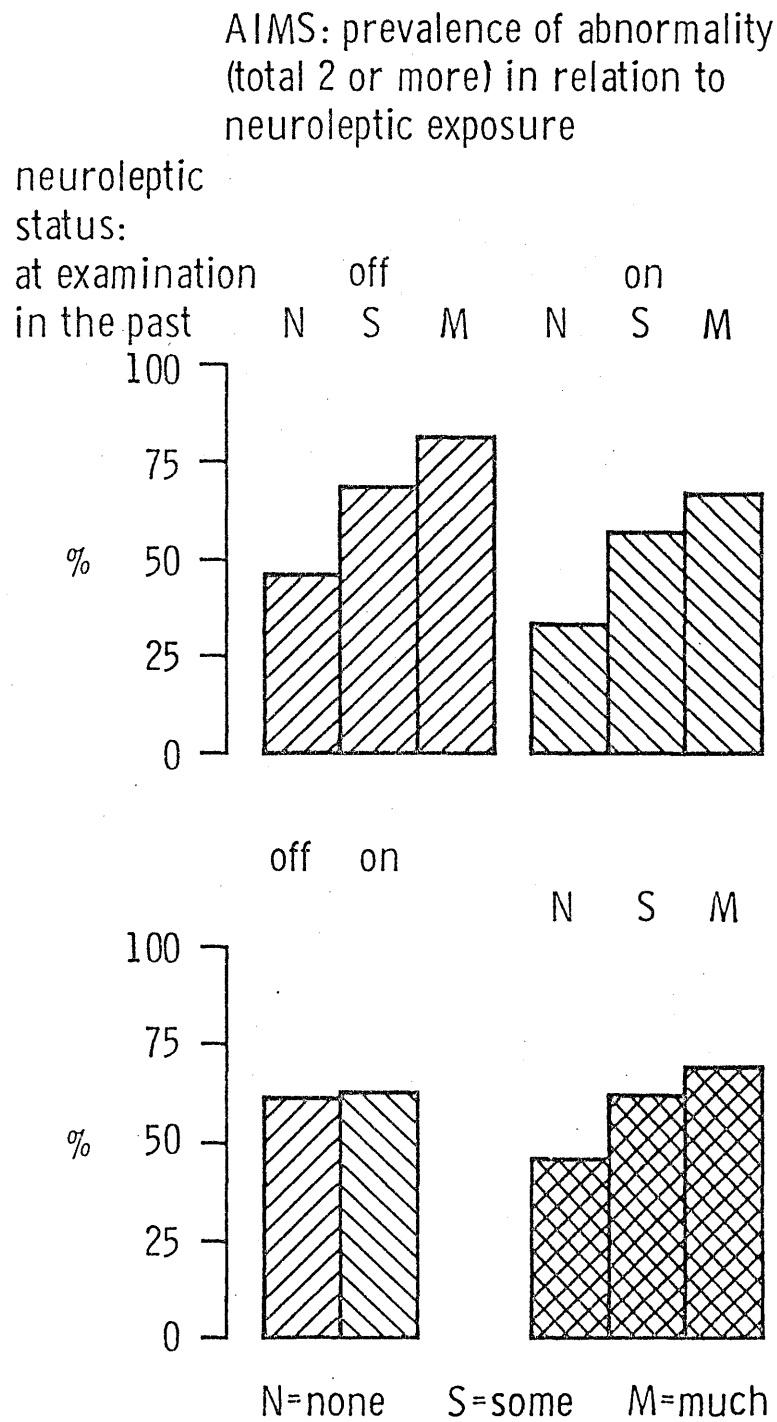 AIMS: prevalence of abnormality
(total 2 or more) in relation to
neuroleptic exposure
neuroleptic
status:
at examination off on
in the past N S M N S M
100
75
% 50
25
0
off on
N S M
100
75
% 50
25
0
N=none S=some M=much